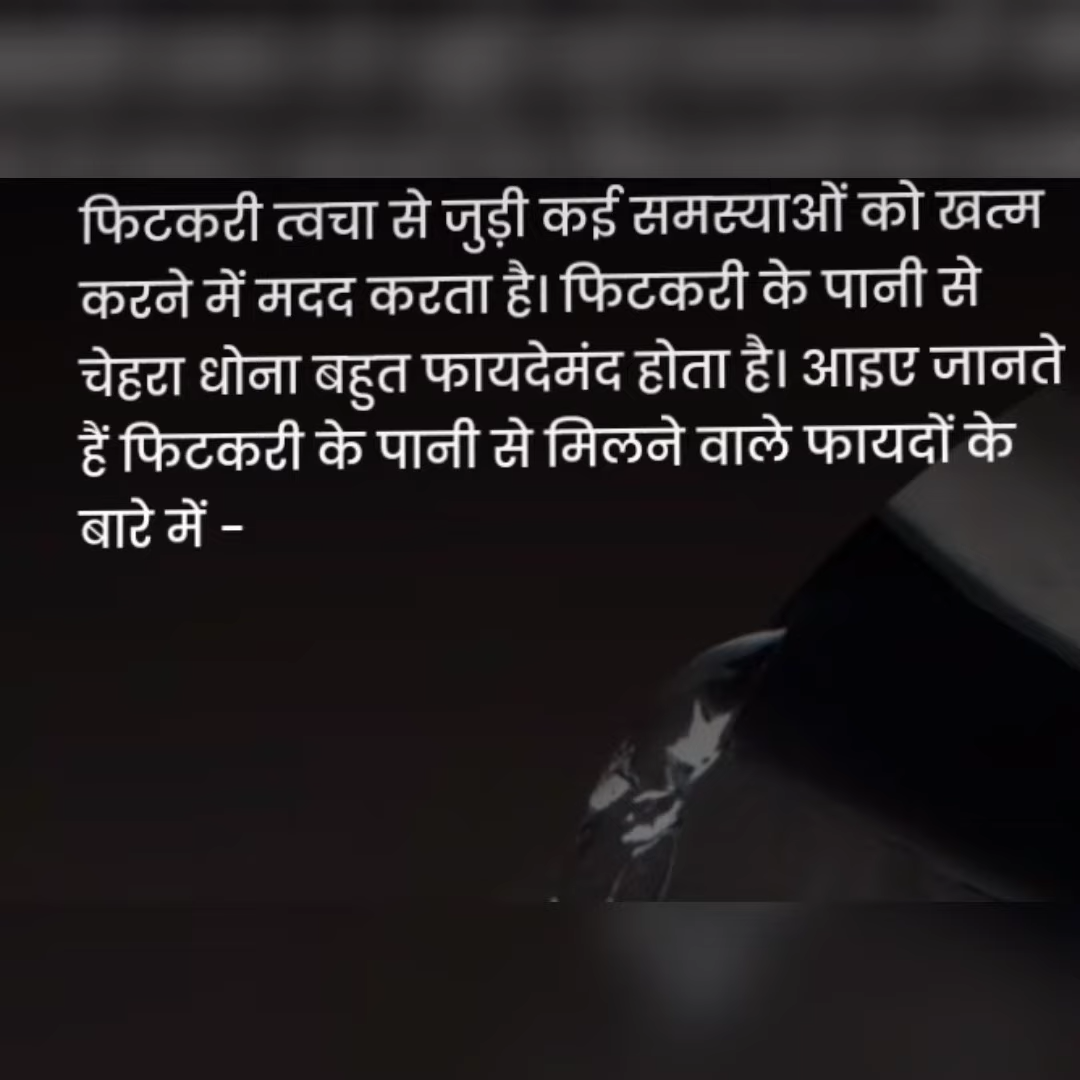 फिटकरी त्वचा से जुड़ी कई समस्याओं को खत्म
करने में मदद करता है। फिटकरी के पानी से
चेहरा धोना बहुत फायदेमंद होता है। आइए जानते
हैं फिटकरी के पानी से मिलने वाले फायदों के
बारे में -